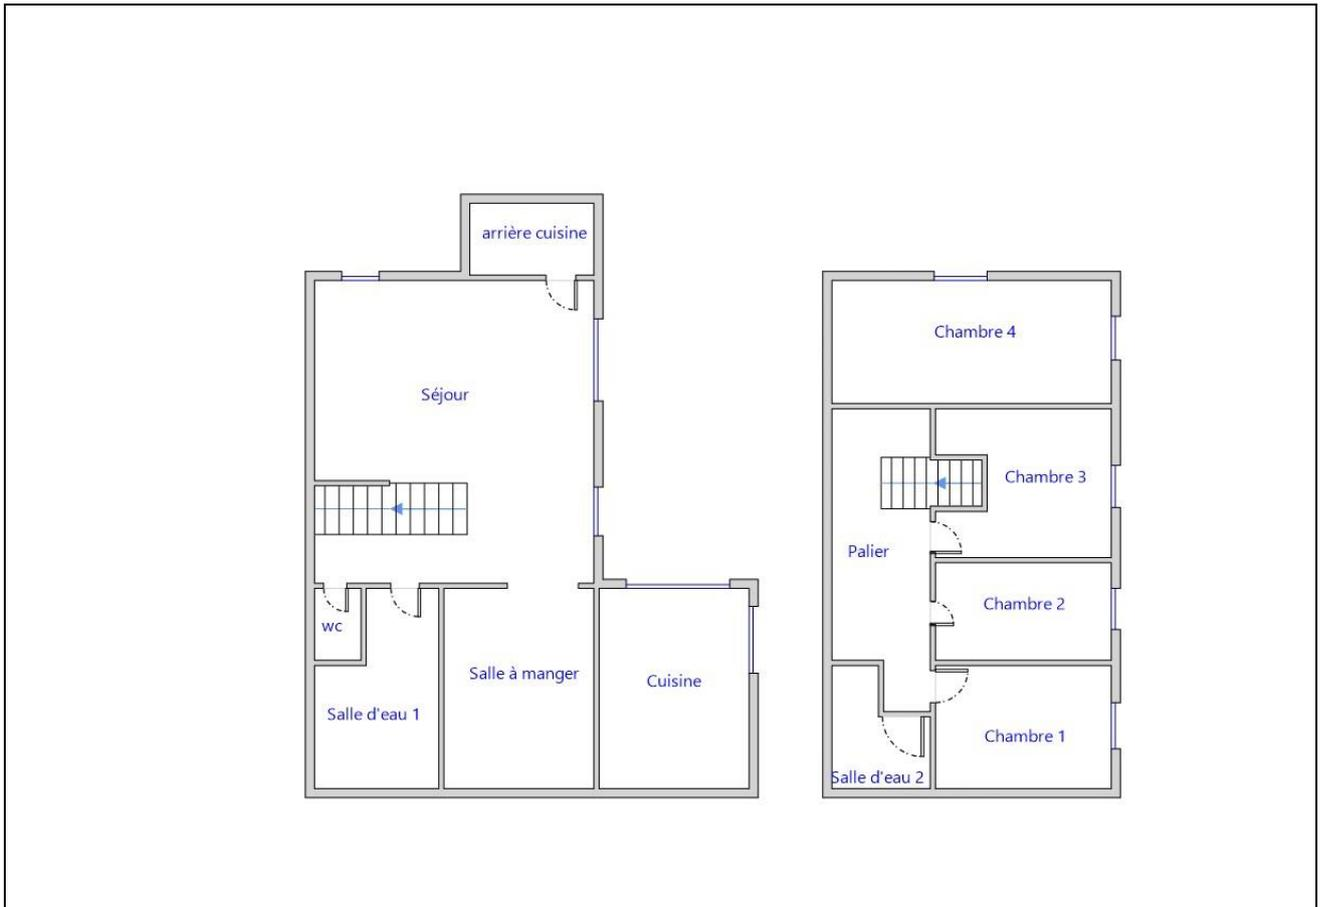 arrière cuisine
Séjour
wc
Salle d'eau 1
Salle à manger
Cuisine
Chambre 4
Chambre 3
Palier
Chambre 2
Chambre 1
Salle d'eau 2